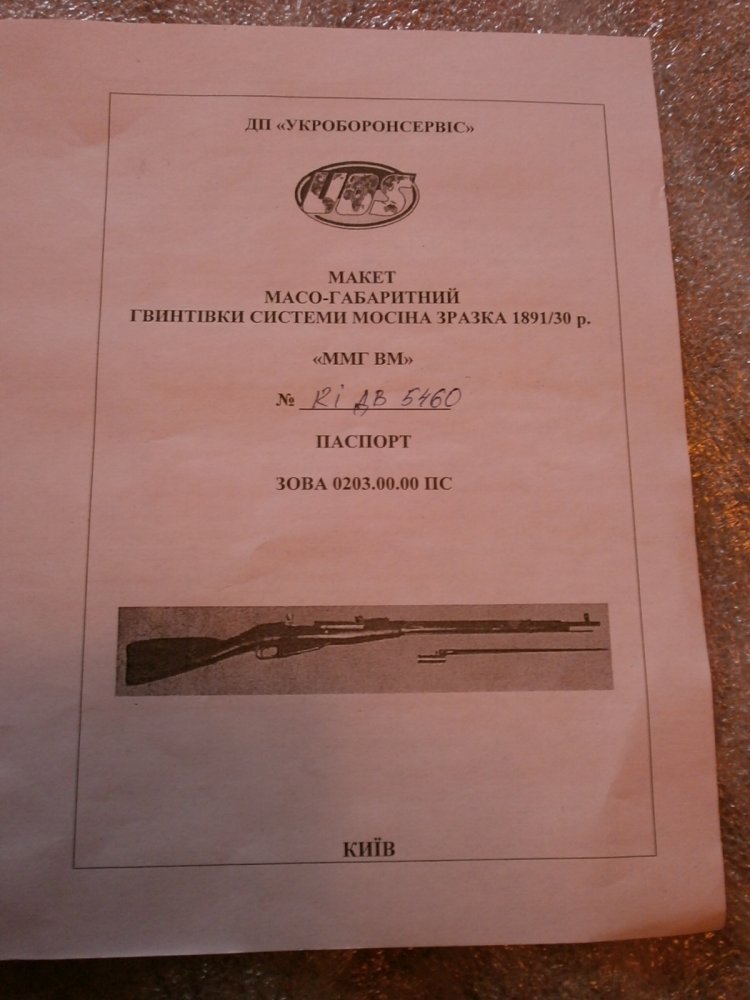 ДП «УКРОБОРОНСЕРВІС»
UBS
МАКЕТ
МАСО-ГАБАРИТНИЙ
ГВИНТІВКИ СИСТЕМИ МОСІНА ЗРАЗКА 1891/30 р.
«ММГ ВМ»
№ КІ ДВ 5460
ПАСПОРТ
ЗОВА 0203.00.00 ПС
КИЇВ